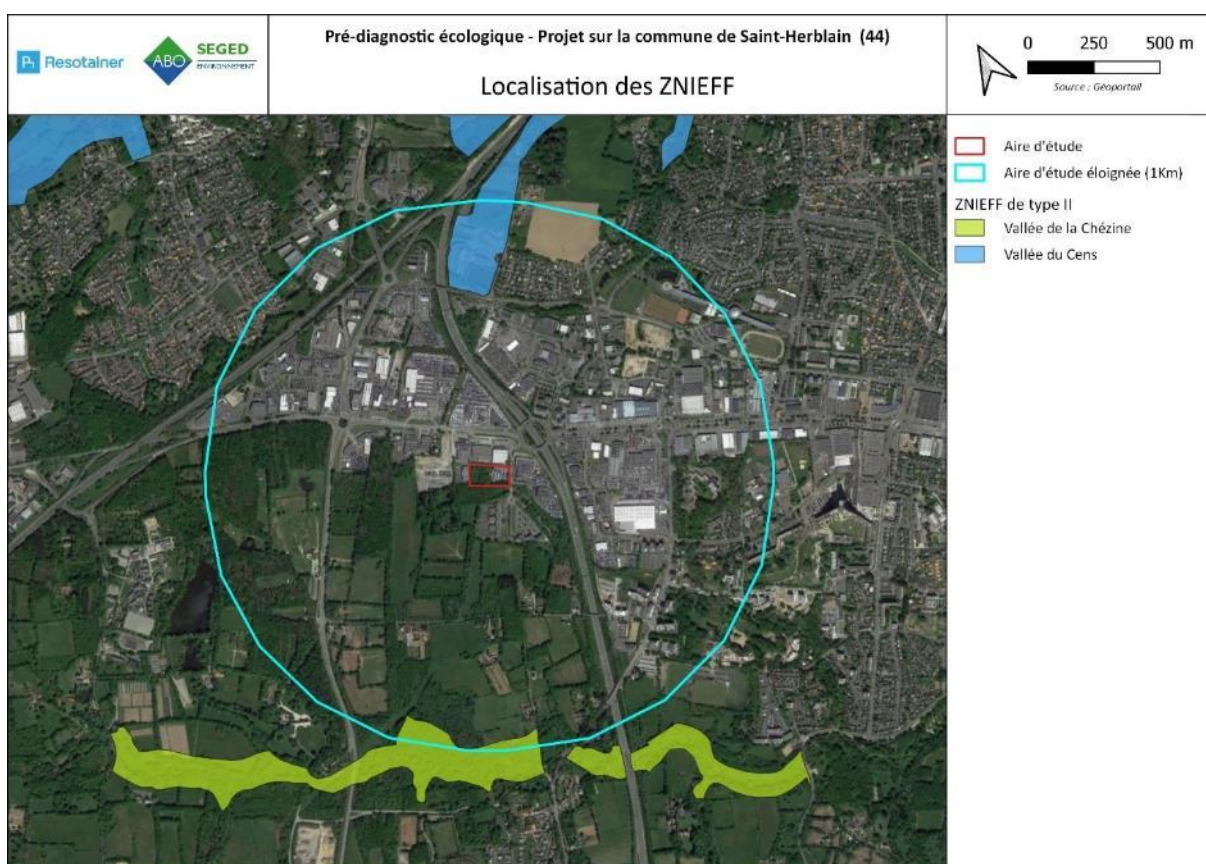 Resotainer
ABO
SEGED
ENVIRONNEMENT
Pré-diagnostic écologique - Projet sur la commune de Saint-Herblain (44)
Localisation des ZNIEFF
0 250 500 m
Source : Géoportail
Aire d'étude
Aire d'étude éloignée (1Km)
ZNIEFF de type II
Vallée de la Chézine
Vallée du Cens